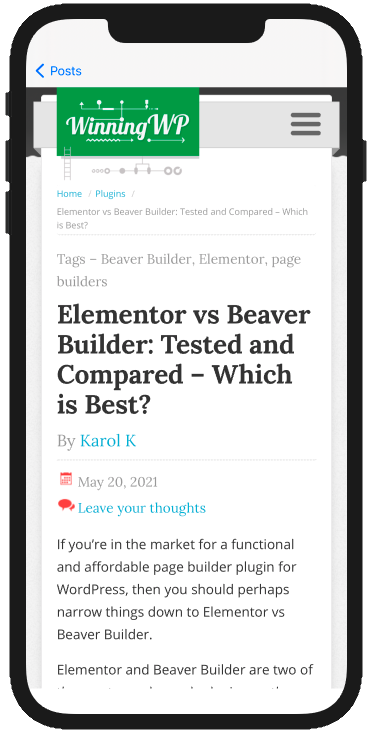 Posts
WinningWP
Home / Plugins /
Elementor vs Beaver Builder: Tested and Compared – Which
is Best?
Tags – Beaver Builder, Elementor, page
builders
Elementor vs Beaver
Builder: Tested and
Compared – Which
is Best?
By Karol K
May 20, 2021
Leave your thoughts
If you're in the market for a functional
and affordable page builder plugin for
WordPress, then you should perhaps
narrow things down to Elementor vs
Beaver Builder.
Elementor and Beaver Builder are two of